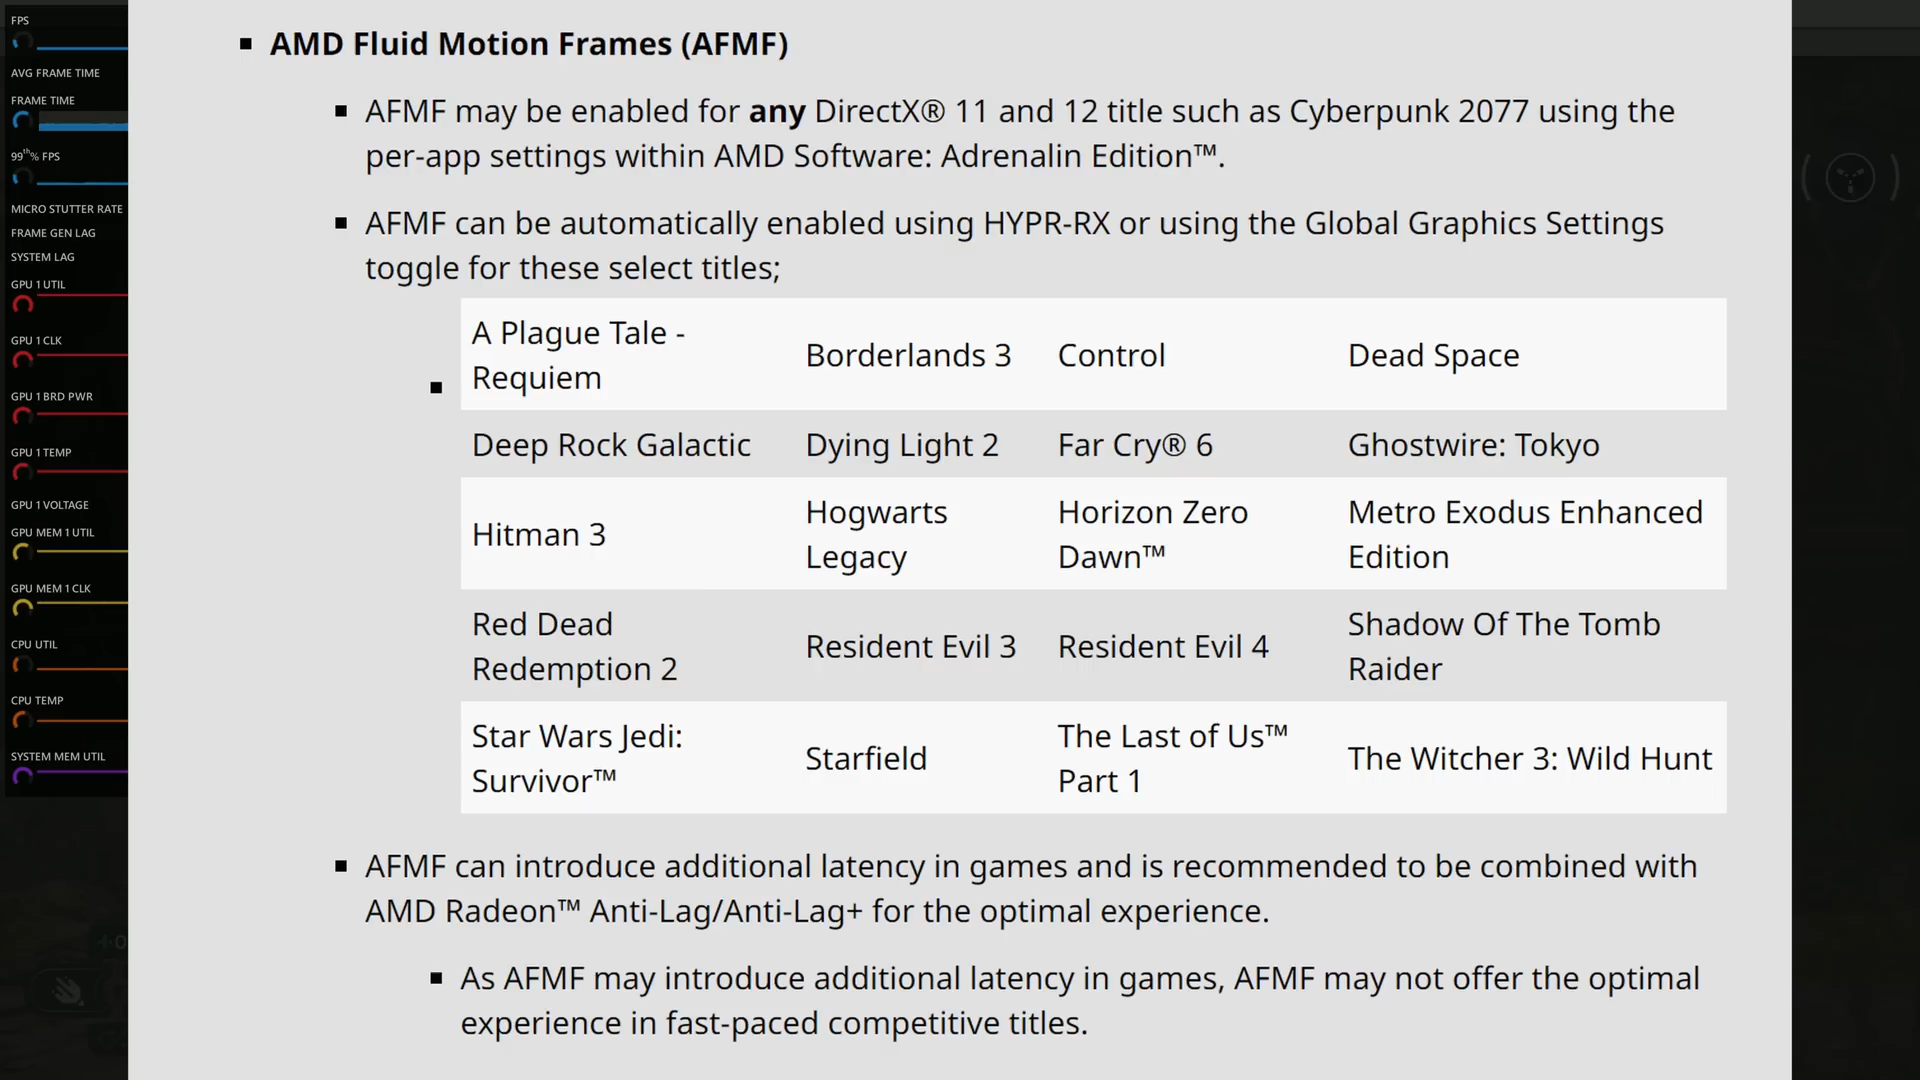 FPS
AVG FRAME TIME
FRAME TIME
99th% FPS
MICRO STUTTER RATE
FRAME GEN LAG
SYSTEM LAG
GPU 1 UTIL
GPU 1 CLK
GPU 1 BRD PWR
GPU 1 TEMP
GPU 1 VOLTAGE
GPU MEM 1 UTIL
GPU MEM 1 CLK
CPU UTIL
CPU TEMP
SYSTEM MEM UTIL
AMD Fluid Motion Frames (AFMF)
AFMF may be enabled for any DirectX® 11 and 12 title such as Cyberpunk 2077 using the
per-app settings within AMD Software: Adrenalin Edition™.
AFMF can be automatically enabled using HYPR-RX or using the Global Graphics Settings
toggle for these select titles;
A Plague Tale -
Requiem
Borderlands 3
Control
Dead Space
Deep Rock Galactic
Dying Light 2
Far Cry® 6
Ghostwire: Tokyo
Hitman 3
Hogwarts
Legacy
Horizon Zero
Dawn™
Metro Exodus Enhanced
Edition
Red Dead
Redemption 2
Resident Evil 3
Resident Evil 4
Shadow Of The Tomb
Raider
Star Wars Jedi:
Survivor™
Starfield
The Last of Us™
Part 1
The Witcher 3: Wild Hunt
AFMF can introduce additional latency in games and is recommended to be combined with
AMD Radeon™ Anti-Lag/Anti-Lag+ for the optimal experience.
As AFMF may introduce additional latency in games, AFMF may not offer the optimal
experience in fast-paced competitive titles.